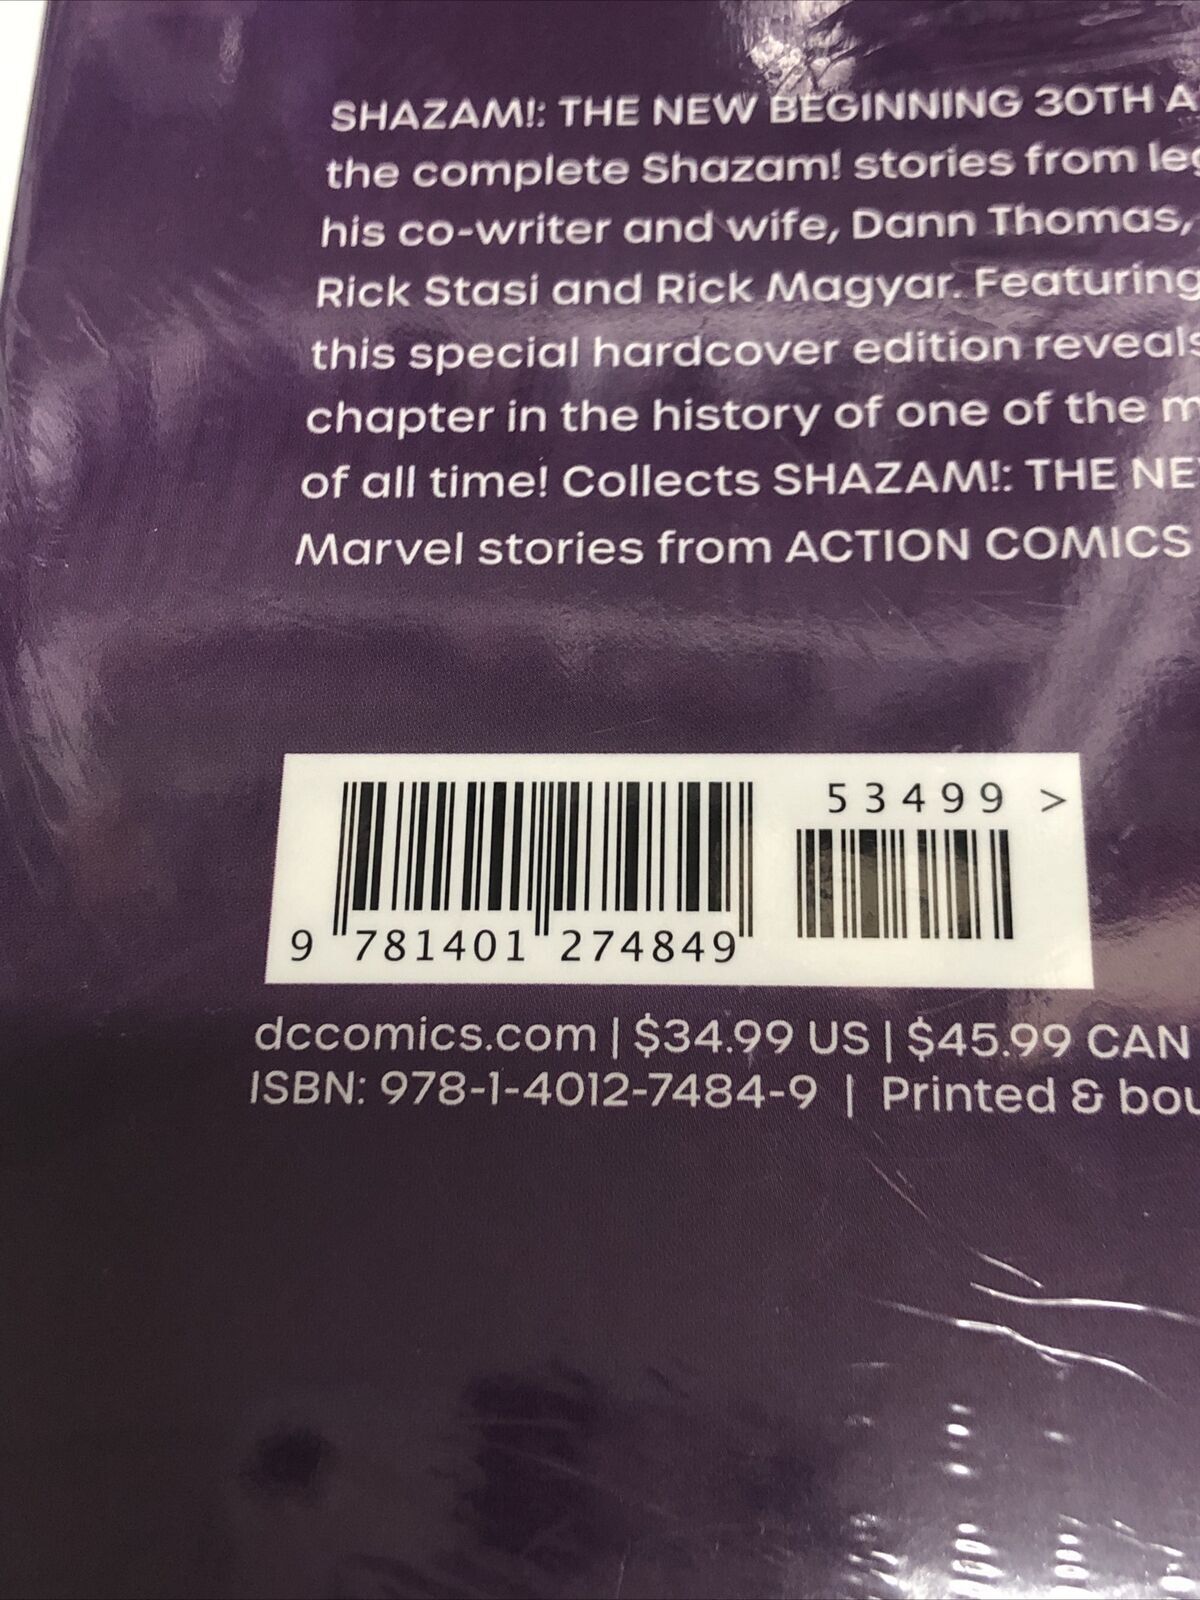 SHAZAM!: THE NEW BEGINNING 30TH A
the complete Shazam! stories from leg
his co-writer and wife, Dann Thomas,
Rick Stasi and Rick Magyar. Featuring
this special hardcover edition reveals
chapter in the history of one of the m
of all time! Collects SHAZAM!: THE NE
Marvel stories from ACTION COMICS
53499 >
9 781401 274849
dccomics.com | $34.99 US | $45.99 CAN
ISBN: 978-1-4012-7484-9 | Printed & bou